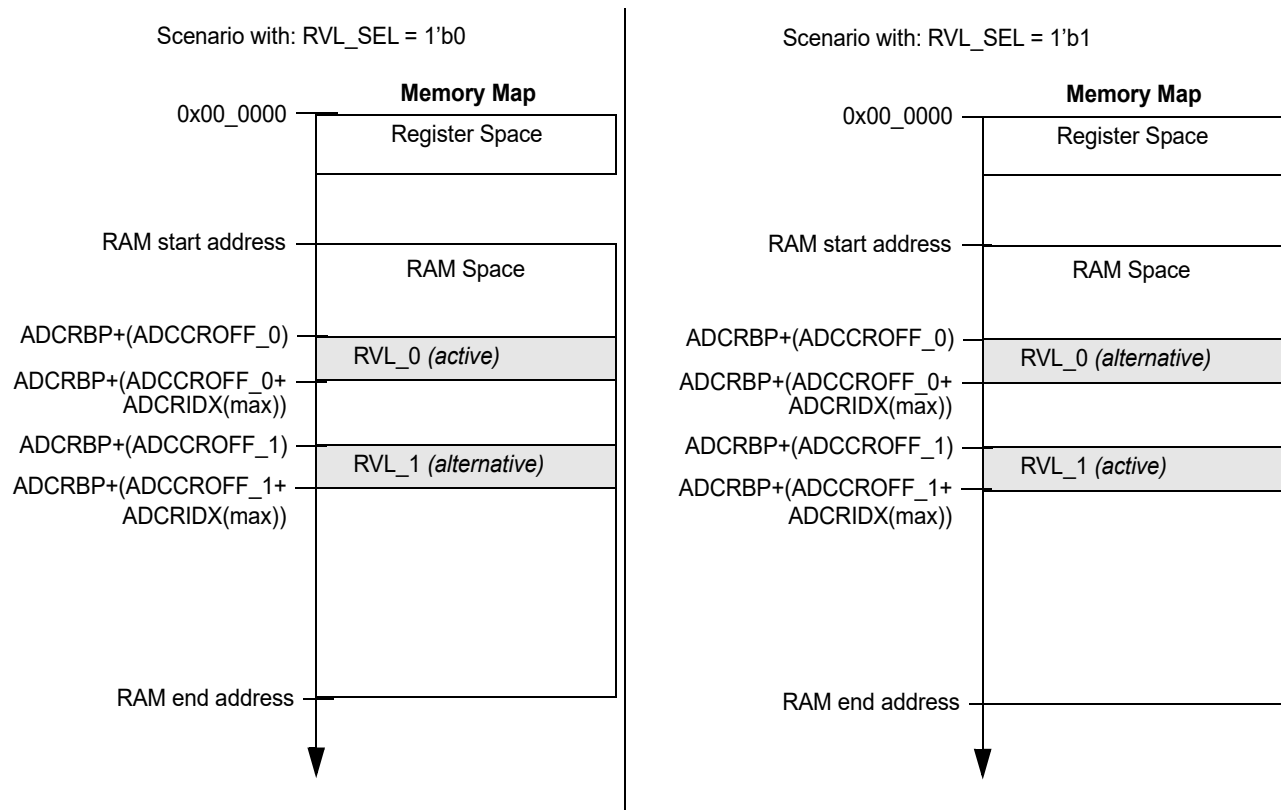 Scenario with: RVL_SEL = 1’b0
Memory Map
0x00_0000
Register Space
RAM start address
RAM Space
ADCRBP+(ADCCROFF_0)
RVL_0 (active)
ADCRBP+(ADCCROFF_0+
ADCRIDX(max))
ADCRBP+(ADCCROFF_1)
RVL_1 (alternative)
ADCRBP+(ADCCROFF_1+
ADCRIDX(max))
RAM end address
Scenario with: RVL_SEL = 1’b1
Memory Map
0x00_0000
Register Space
RAM start address
RAM Space
ADCRBP+(ADCCROFF_0)
RVL_0 (alternative)
ADCRBP+(ADCCROFF_0+
ADCRIDX(max))
ADCRBP+(ADCCROFF_1)
RVL_1 (active)
ADCRBP+(ADCCROFF_1+
ADCRIDX(max))
RAM end address